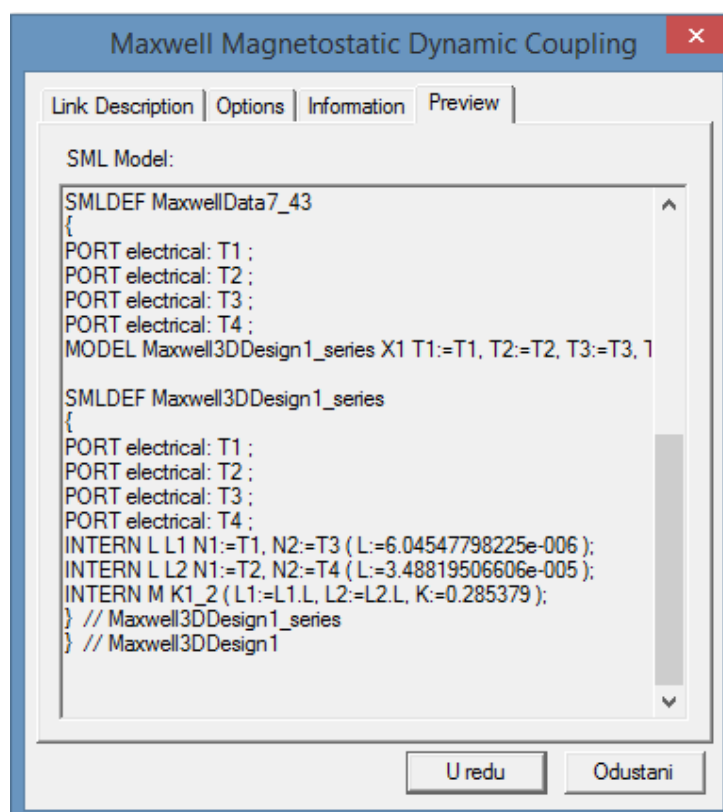 Maxwell Magnetostatic Dynamic Coupling
Link Description Options Information Preview
SML Model:
SMLDEF MaxwellData7_43
{
PORT electrical: T1 ;
PORT electrical: T2 ;
PORT electrical: T3 ;
PORT electrical: T4 ;
MODEL Maxwell3DDesign1_series X1 T1:=T1, T2:=T2, T3:=T3, T
SMLDEF Maxwell3DDesign1_series
{
PORT electrical: T1 ;
PORT electrical: T2 ;
PORT electrical: T3 ;
PORT electrical: T4 ;
INTERN L L1 N1:=T1, N2:=T3 ( L:=6.04547798225e-006 );
INTERN L L2 N1:=T2, N2:=T4 ( L:=3.48819506606e-005 );
INTERN M K1_2 ( L1:=L1.L, L2:=L2.L, K:=0.285379 );
} // Maxwell3DDesign1_series
} // Maxwell3DDesign1
U redu Odustani